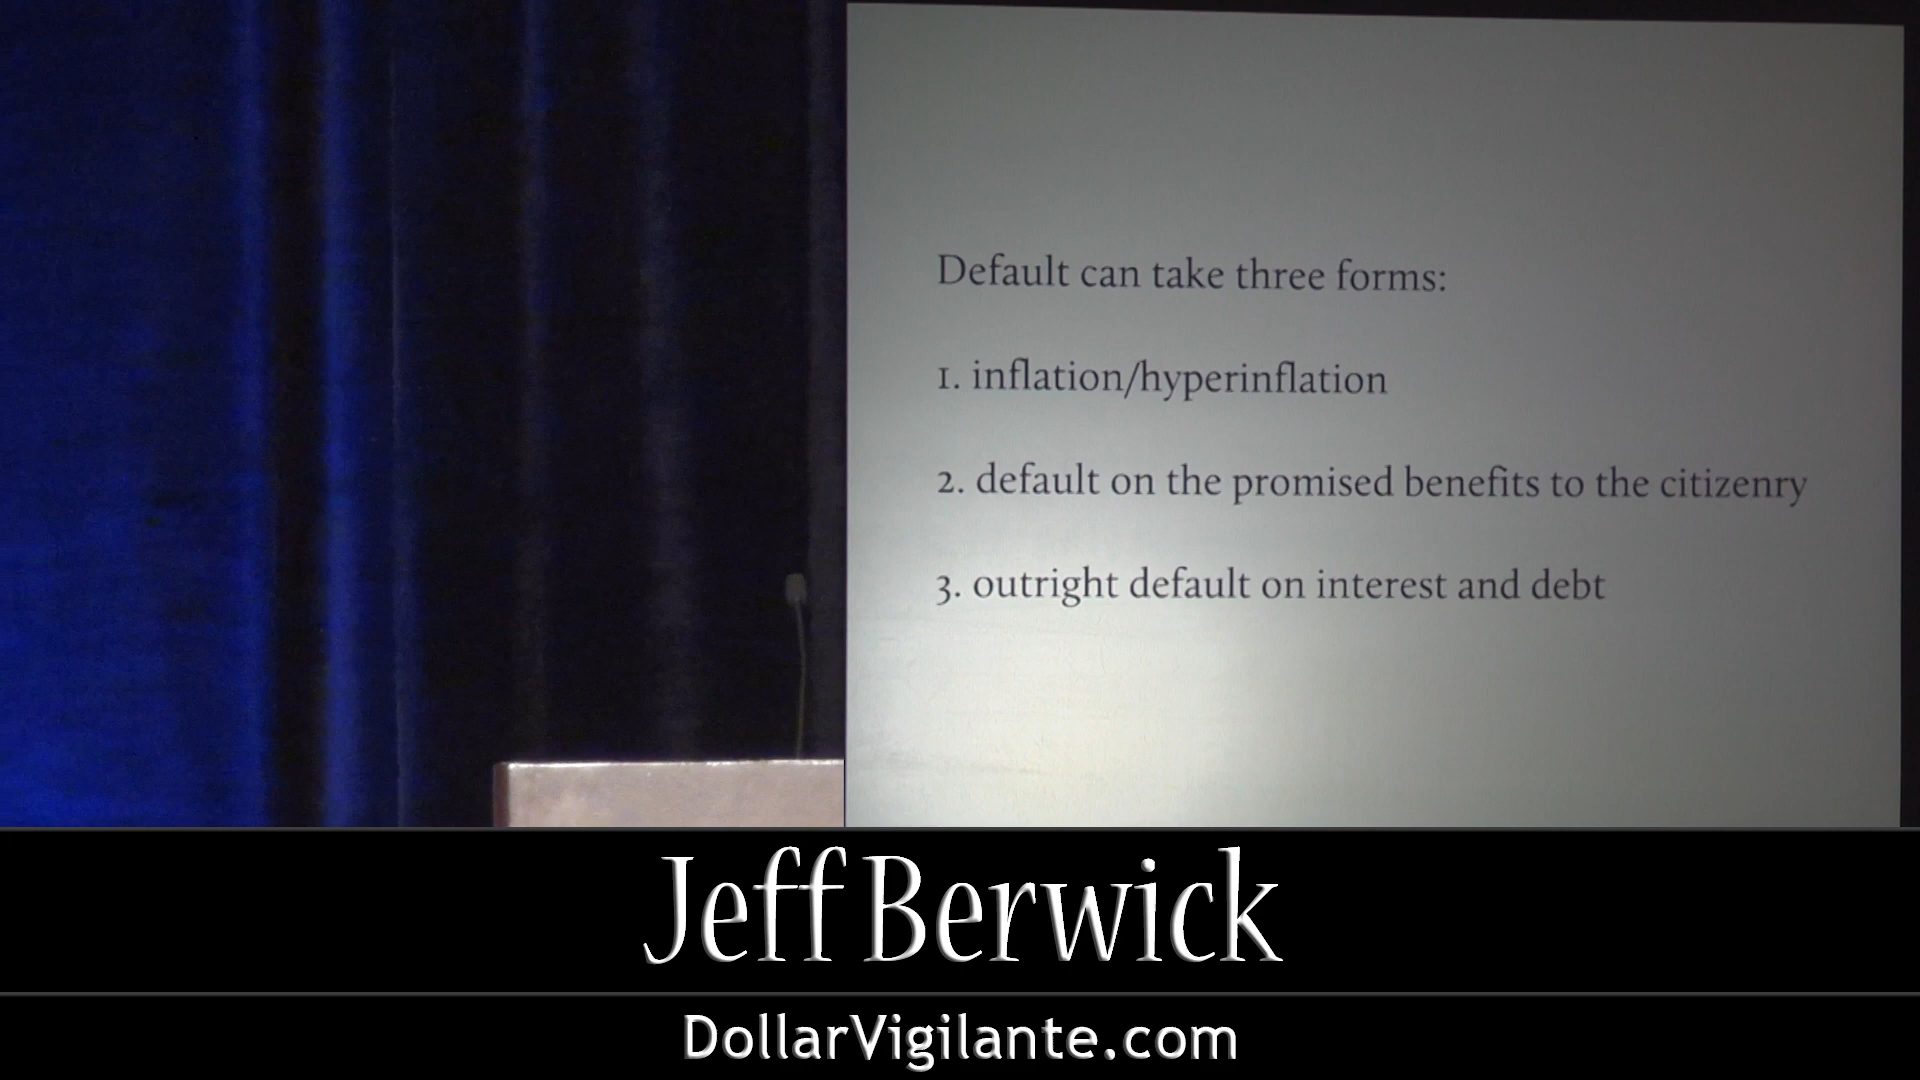 Default can take three forms:
1. inflation/hyperinflation
2. default on the promised benefits to the citizenry
3. outright default on interest and debt
Jeff Berwick
DollarVigilante.com